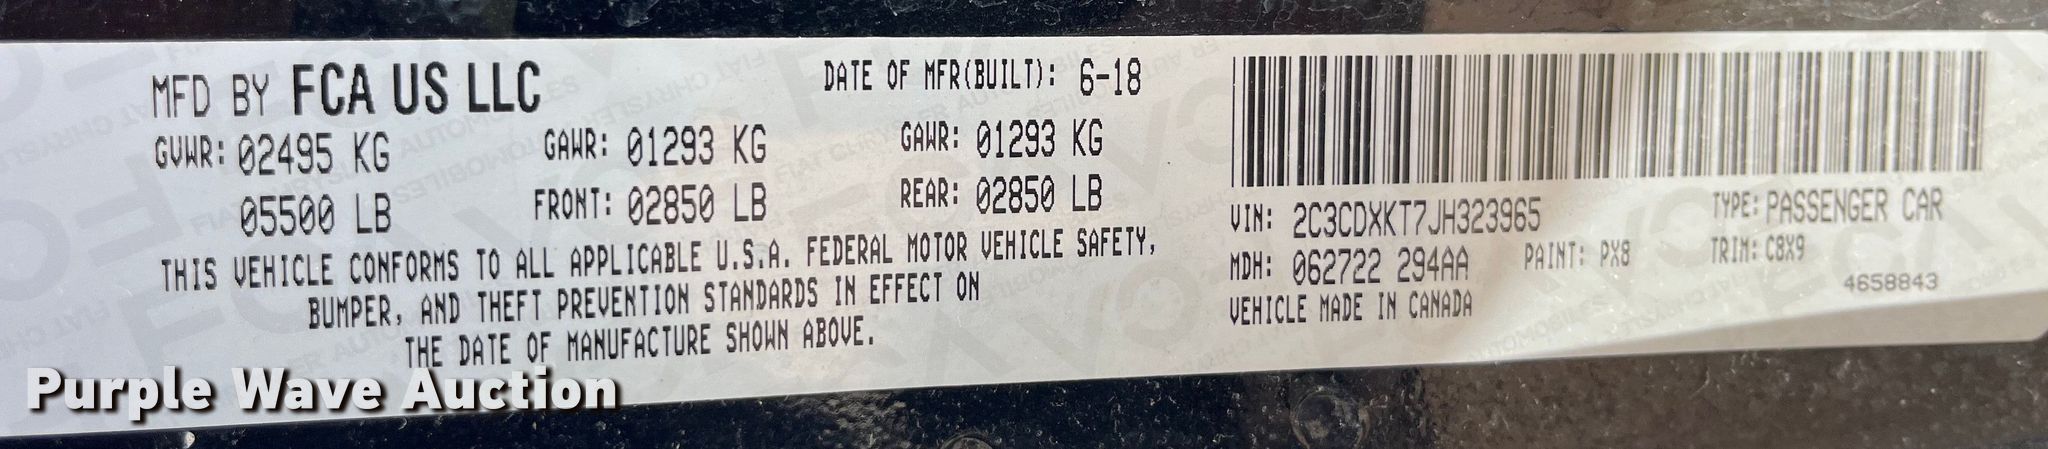 MFD BY FCA US LLC
DATE OF MFR(BUILT): 6-18
GVWR: 02495 KG
GAWR: 01293 KG
GAWR: 01293 KG
05500 LB
FRONT: 02850 LB
REAR: 02850 LB
THIS VEHICLE CONFORMS TO ALL APPLICABLE U.S.A. FEDERAL MOTOR VEHICLE SAFETY,
BUMPER, AND THEFT PREVENTION STANDARDS IN EFFECT ON
THE DATE OF MANUFACTURE SHOWN ABOVE.
VIN: 2C3CDXKT7JH323965
TYPE: PASSENGER CAR
MDH: 062722 294AA
PAINT: PX8
TRIM: C8X9
VEHICLE MADE IN CANADA
4658843
Purple Wave Auction